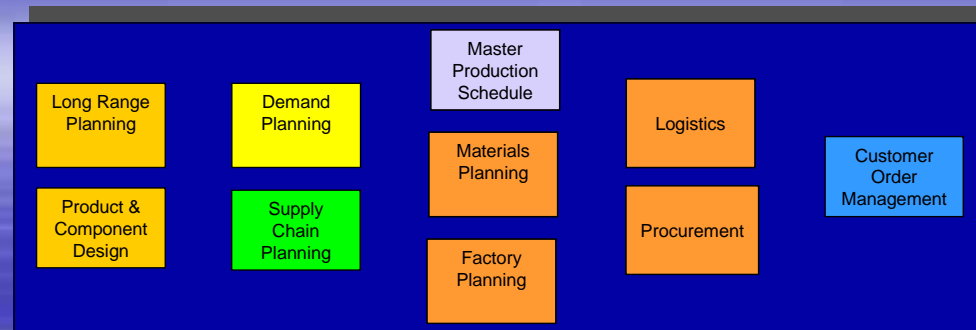 Long Range
Planning
Product &
Component
Design
Demand
Planning
Supply
Chain
Planning
Master
Production
Schedule
Materials
Planning
Factory
Planning
Logistics
Procurement
Customer
Order
Management